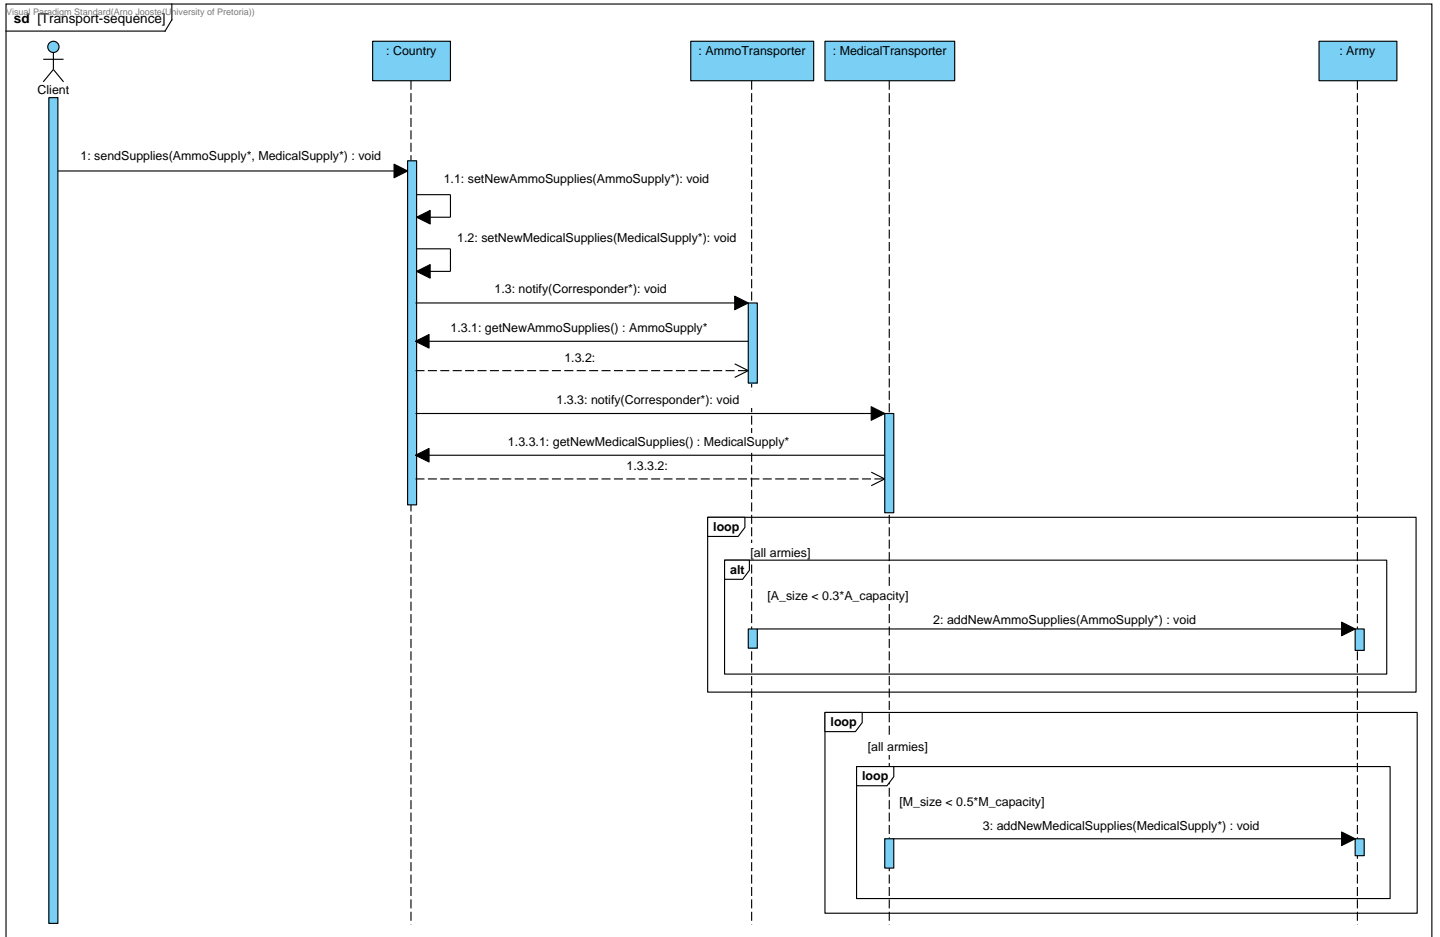 Visual Paradigm Standard(Arno Jooste(University of Pretoria))
sd [Transport-sequence]
Client
: Country
: AmmoTransporter
: MedicalTransporter
: Army
1: sendSupplies(AmmoSupply*, MedicalSupply*) : void
1.1: setNewAmmoSupplies(AmmoSupply*): void
1.2: setNewMedicalSupplies(MedicalSupply*): void
1.3: notify(Corresponder*): void
1.3.1: getNewAmmoSupplies() : AmmoSupply*
1.3.2:
1.3.3: notify(Corresponder*): void
1.3.3.1: getNewMedicalSupplies() : MedicalSupply*
1.3.3.2:
loop
[all armies]
alt
[A_size < 0.3*A_capacity]
2: addNewAmmoSupplies(AmmoSupply*) : void
loop
[all armies]
loop
[M_size < 0.5*M_capacity]
3: addNewMedicalSupplies(MedicalSupply*) : void